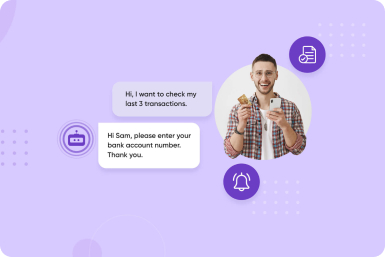 Hi, I want to check my
last 3 transactions.
Hi Sam, please enter your
bank account number.
Thank you.